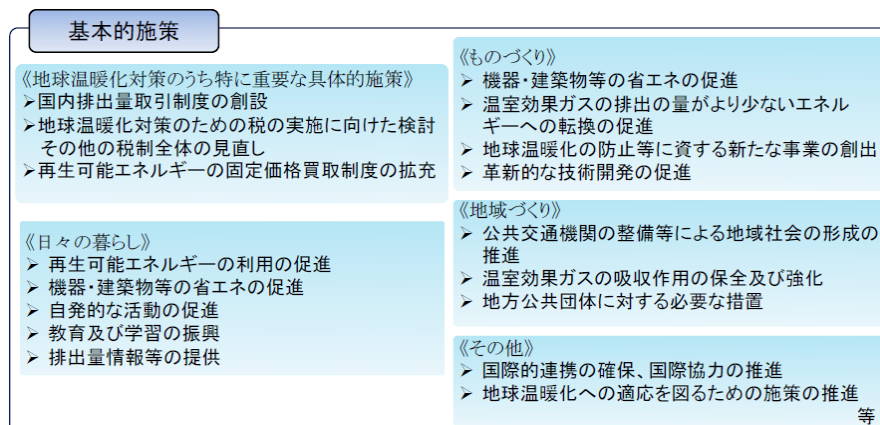 基本的施策
《地球温暖化対策のうち特に重要な具体的施策》
➢国内排出量取引制度の創設
➢地球温暖化対策のための税の実施に向けた検討
その他の税制全体の見直し
➢再生可能エネルギーの固定価格買取制度の拡充
《日々の暮らし》
➢ 再生可能エネルギーの利用の促進
➢ 機器・建築物等の省エネの促進
➢ 自発的な活動の促進
➢ 教育及び学習の振興
➢ 排出量情報等の提供
《ものづくり》
➢ 機器・建築物等の省エネの促進
➢ 温室効果ガスの排出の量がより少ないエネル
ギーへの転換の促進
➢ 地球温暖化の防止等に資する新たな事業の創出
➢ 革新的な技術開発の促進
《地域づくり》
➢ 公共交通機関の整備等による地域社会の形成の
推進
➢ 温室効果ガスの吸収作用の保全及び強化
➢ 地方公共団体に対する必要な措置
《その他》
➢ 国際的連携の確保、国際協力の推進
➢ 地球温暖化への適応を図るための施策の推進
等